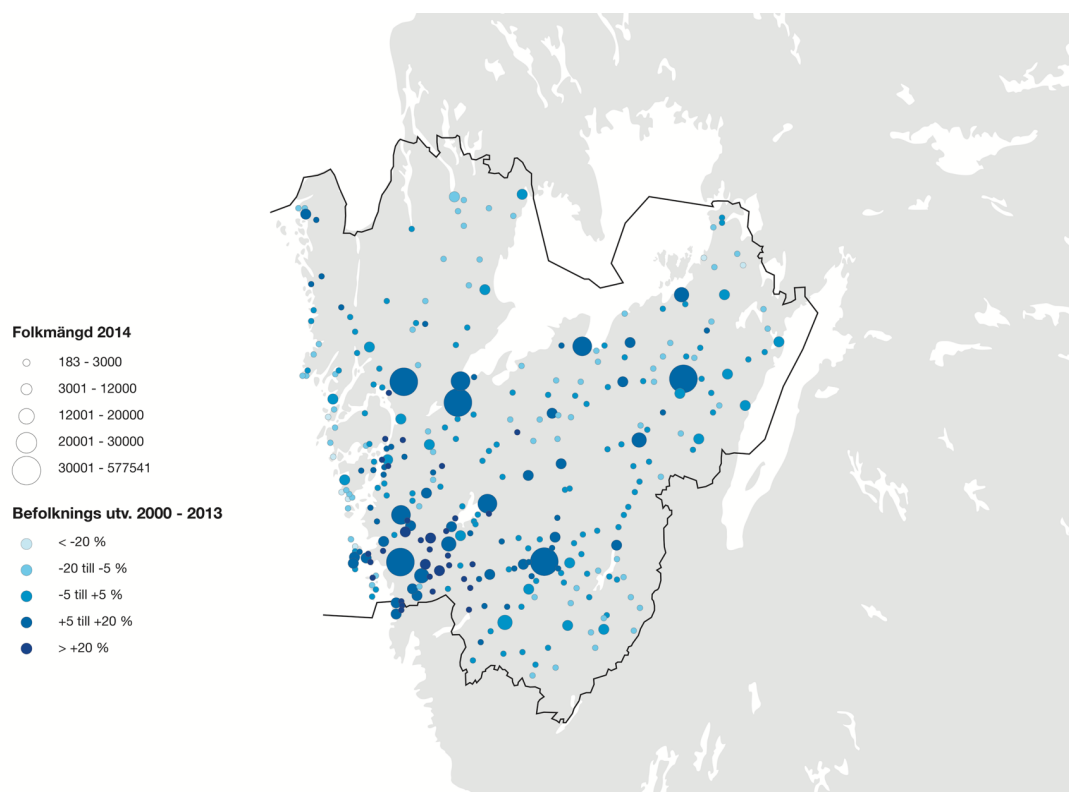 Folkmängd 2014
183 - 3000
3001 - 12000
12001 - 20000
20001 - 30000
30001 - 577541
Befolknings utv. 2000 - 2013
< -20 %
-20 till -5 %
-5 till +5 %
+5 till +20 %
> +20 %